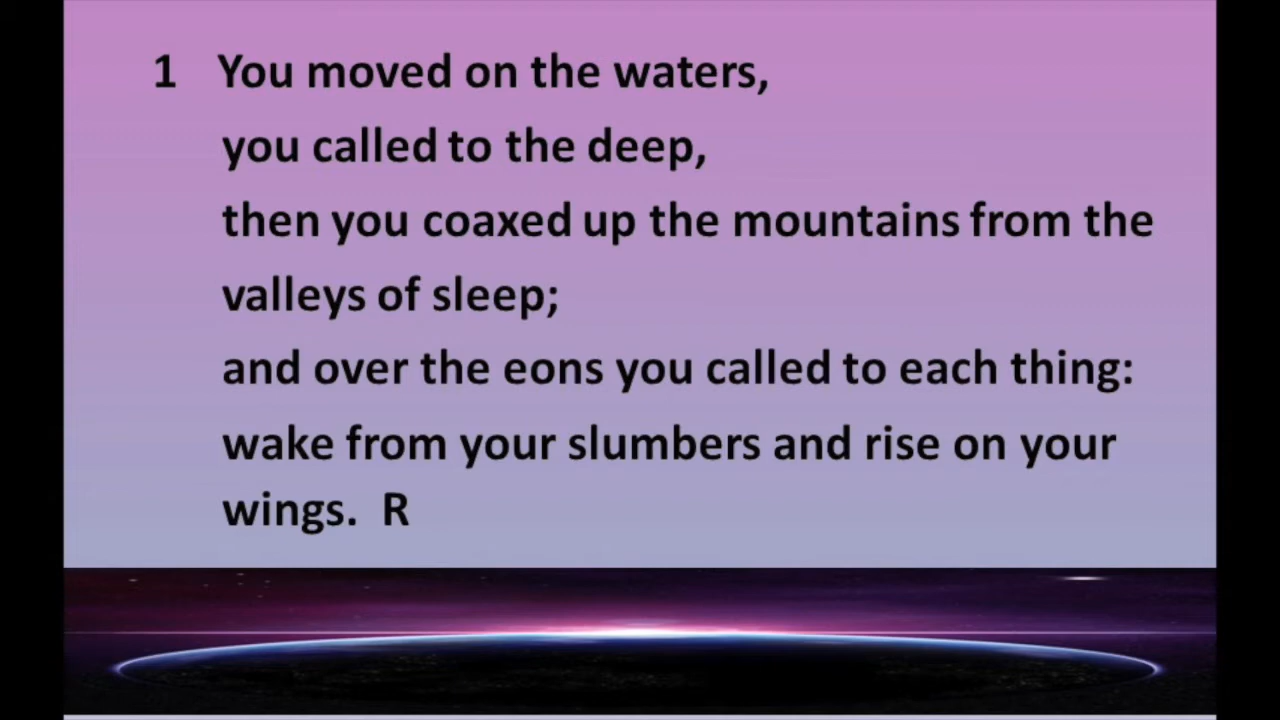 1 You moved on the waters,
you called to the deep,
then you coaxed up the mountains from the
valleys of sleep;
and over the eons you called to each thing:
wake from your slumbers and rise on your
wings. R